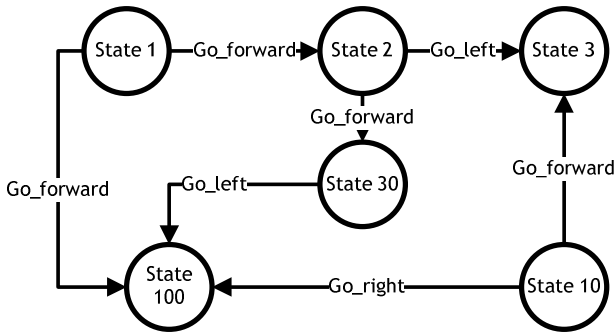 State 1
Go_forward
State 2
Go_left
State 3
Go_forward
Go_forward
Go_left
State 30
Go_forward
State
100
Go_right
State 10